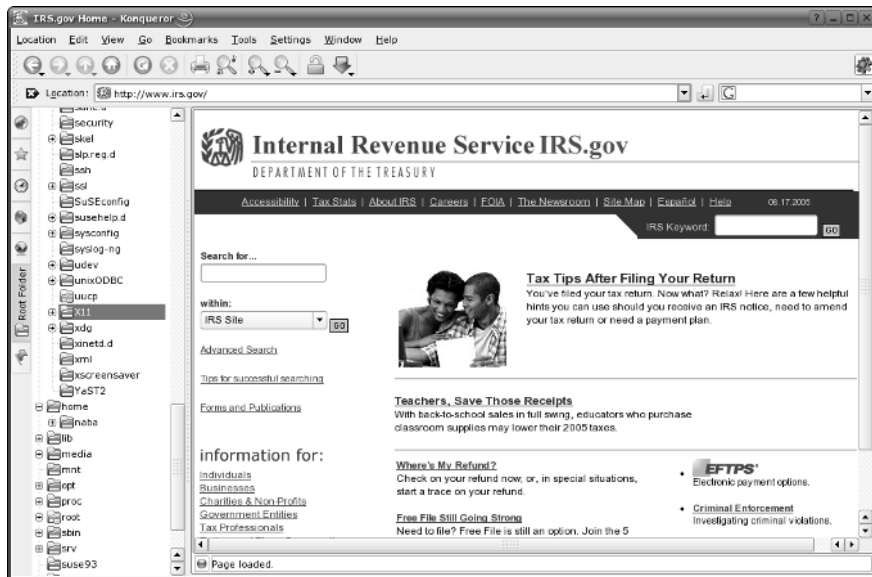 IRS.gov Home - Konqueror
Location Edit View Go Bookmarks Tools Settings Window Help
Location: http://www.irs.gov/
security
skel
slp.reg.d
ssh
ssl
SuSEconfig
susehelp.d
sysconfig
syslog-ng
udev
unixODBC
uucp
X11
xdg
xinetd.d
xml
xscreensaver
YaST2
home
naba
lib
media
mnt
opt
proc
root
sbin
srv
suse93
Root Folder
Internal Revenue Service IRS.gov
DEPARTMENT OF THE TREASURY
Accessibility | Tax Stats | About IRS | Careers | FOIA | The Newsroom | Site Map | Español | Help 08.17.2005
IRS Keyword: GO
Search for...
within:
IRS Site GO
Advanced Search
Tips for successful searching
Forms and Publications
information for:
Individuals
Businesses
Charities & Non-Profits
Government Entities
Tax Professionals
Tax Tips After Filing Your Return
You've filed your tax return. Now what? Relax! Here are a few helpful
hints you can use should you receive an IRS notice, need to amend
your tax return or need a payment plan.
Teachers, Save Those Receipts
With back-to-school sales in full swing, educators who purchase
classroom supplies may lower their 2005 taxes.
Where's My Refund?
Check on your refund now, or, in special situations,
start a trace on your refund.
Free File Still Going Strong
Need to file? Free File is still an option. Join the 5
EFTPS
Electronic payment options.
Criminal Enforcement
Investigating criminal violations.
Page loaded.